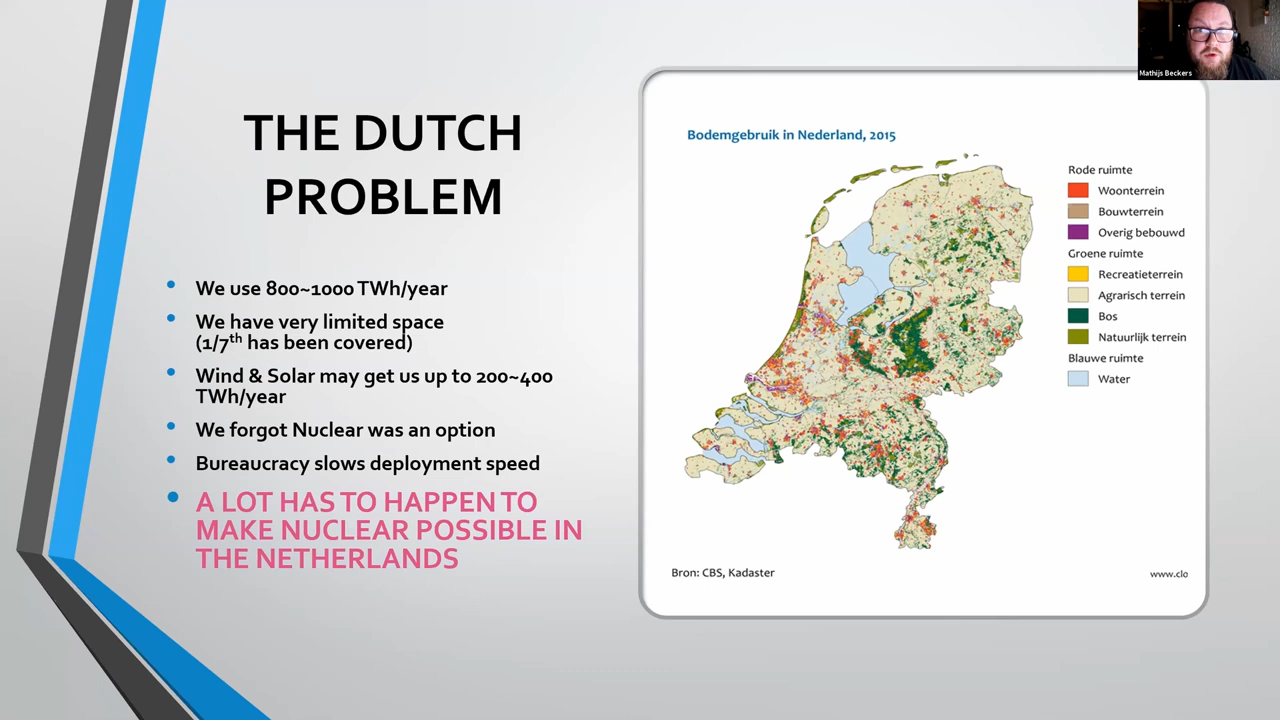 THE DUTCH
PROBLEM
We use 800~1000 TWh/year
We have very limited space
(1/7th has been covered)
Wind & Solar may get us up to 200~400
TWh/year
We forgot Nuclear was an option
Bureaucracy slows deployment speed
A LOT HAS TO HAPPEN TO
MAKE NUCLEAR POSSIBLE IN
THE NETHERLANDS
Mathijs Beckers
Bodemgebruik in Nederland, 2015
Rode ruimte
Woonterrein
Bouwterrein
Overig bebouwd
Groene ruimte
Recreatieterrein
Agrarisch terrein
Bos
Natuurlijk terrein
Blauwe ruimte
Water
Bron: CBS, Kadaster
www.clo